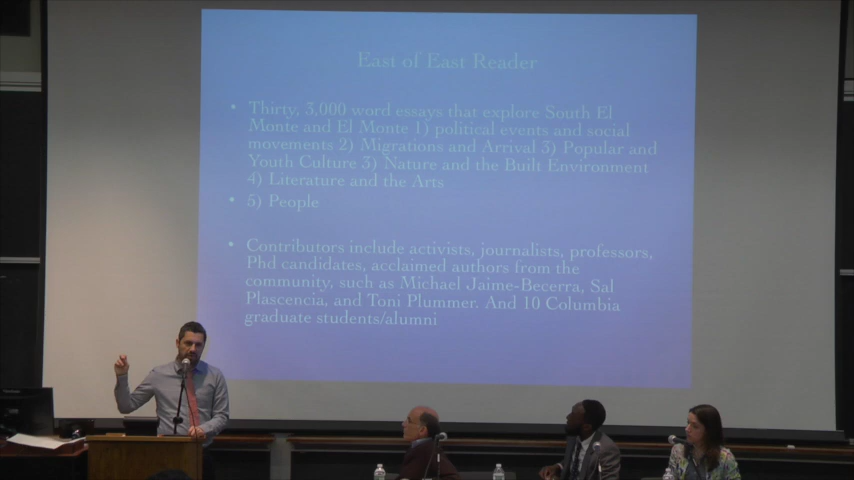 East of East Reader
• Thirty, 3,000 word essays that explore South El
Monte and El Monte 1) political events and social
movements 2) Migrations and Arrival 3) Popular and
Youth Culture 3) Nature and the Built Environment
4) Literature and the Arts
• 5) People
• Contributors include activists, journalists, professors,
Phd candidates, acclaimed authors from the
community, such as Michael Jaime-Becerra, Sal
Plascencia, and Toni Plummer. And 10 Columbia
graduate students/alumni